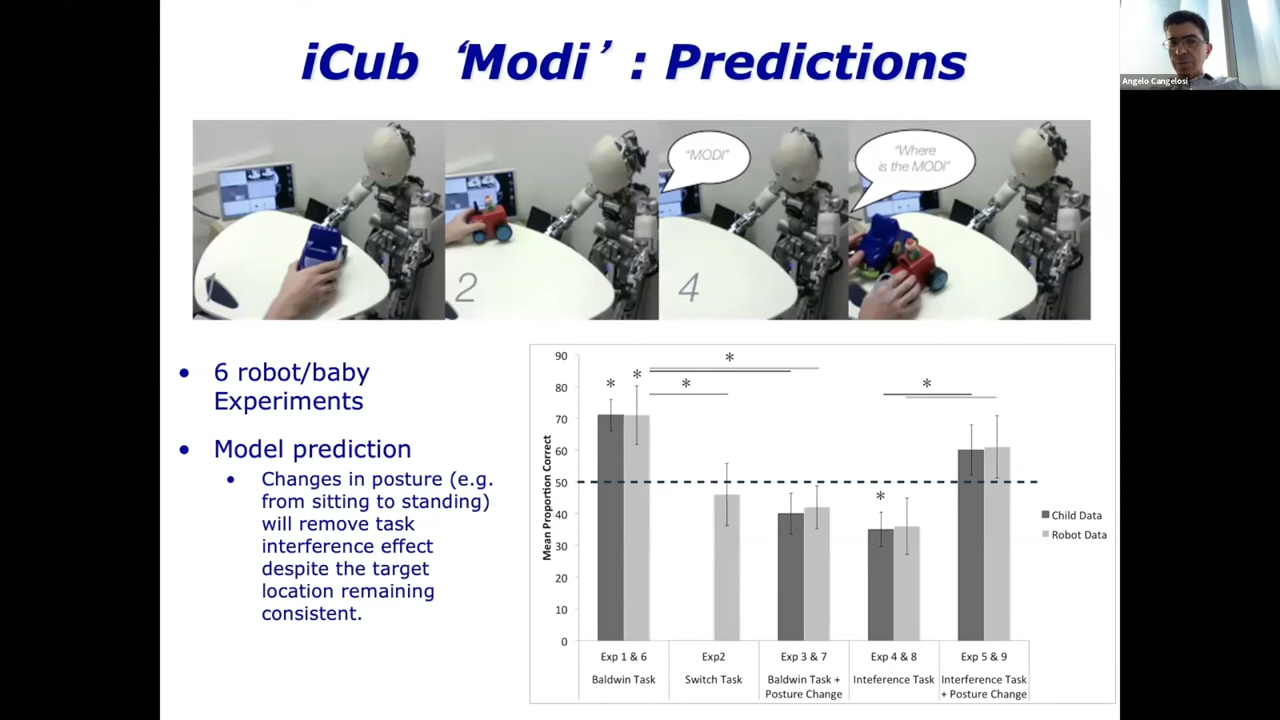 iCub ‘Modi’: Predictions
Angelo Cangelosi
1
2
4
“MODI”
“Where
is the MODI”
• 6 robot/baby
Experiments
• Model prediction
• Changes in posture (e.g.
from sitting to standing)
will remove task
interference effect
despite the target
location remaining
consistent.
Mean Proportion Correct
90
80
70
60
50
40
30
20
10
0
* * * * * *
Exp 1 & 6
Baldwin Task
Exp2
Switch Task
Exp 3 & 7
Baldwin Task +
Posture Change
Exp 4 & 8
Inteference Task
Exp 5 & 9
Interference Task
+ Posture Change
Child Data
Robot Data